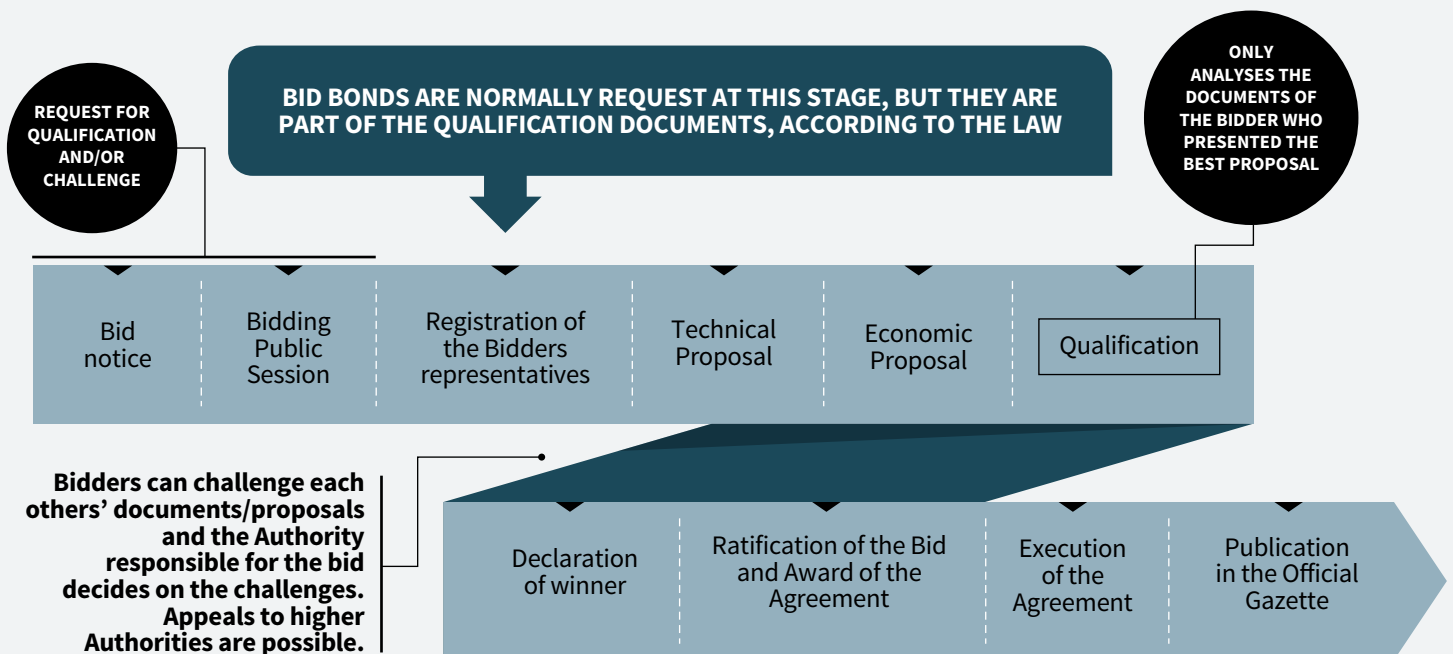 REQUEST FOR
QUALIFICATION
AND/OR
CHALLENGE
BID BONDS ARE NORMALLY REQUEST AT THIS STAGE, BUT THEY ARE
PART OF THE QUALIFICATION DOCUMENTS, ACCORDING TO THE LAW
ONLY
ANALYSES THE
DOCUMENTS OF
THE BIDDER WHO
PRESENTED THE
BEST PROPOSAL
Bid
notice
Bidding
Public
Session
Registration of
the Bidders
representatives
Technical
Proposal
Economic
Proposal
Qualification
Bidders can challenge each
others’ documents/proposals
and the Authority
responsible for the bid
decides on the challenges.
Appeals to higher
Authorities are possible.
Declaration
of winner
Ratification of the Bid
and Award of the
Agreement
Execution
of the
Agreement
Publication
in the Official
Gazette